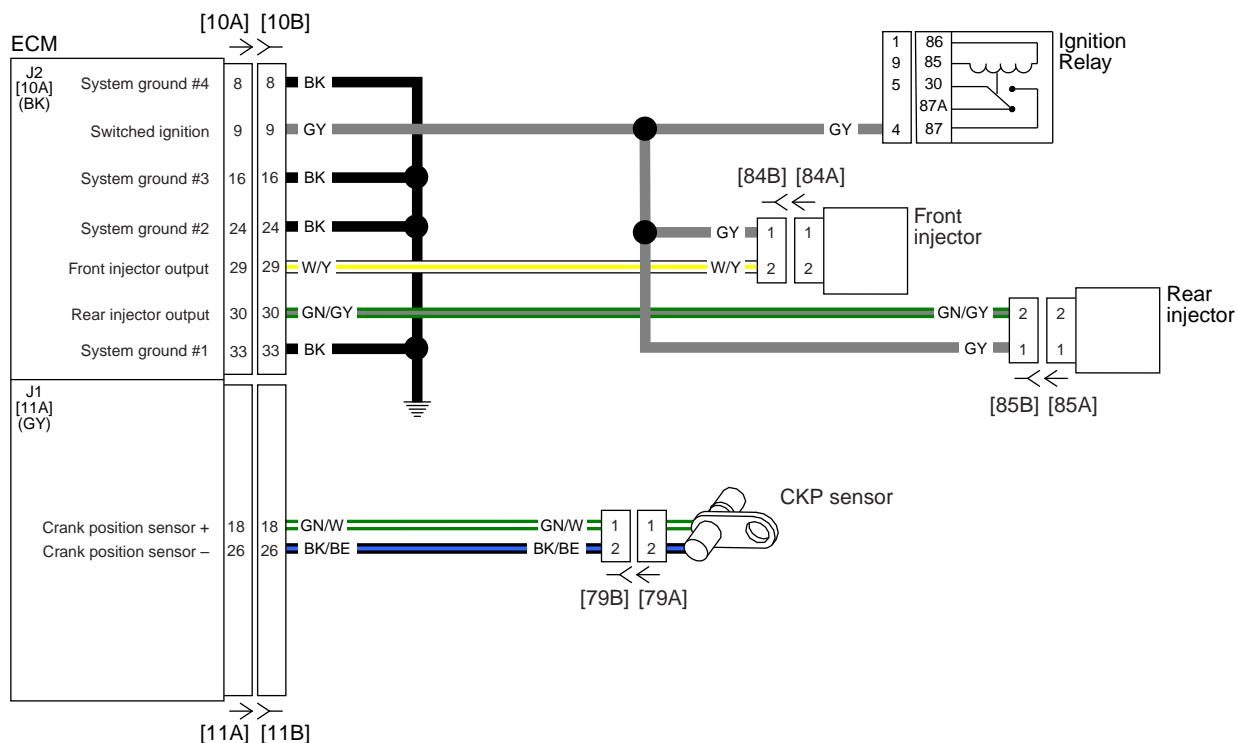 [10A] [10B]
ECM
J2
[10A]
(BK)
System ground #4 8 8 BK
Switched ignition 9 9 GY GY
System ground #3 16 16 BK
System ground #2 24 24 BK
Front injector output 29 29 W/Y W/Y
Rear injector output 30 30 GN/GY GN/GY
System ground #1 33 33 BK
1 86
9 85
5 30
87A
4 87
Ignition
Relay
[84B] [84A]
GY 1 1
2 2
Front
injector
Rear
injector
2 2
GY 1 1
[85B] [85A]
J1
[11A]
(GY)
Crank position sensor + 18 18 GN/W GN/W 1 1
Crank position sensor – 26 26 BK/BE BK/BE 2 2
CKP sensor
[79B] [79A]
[11A] [11B]